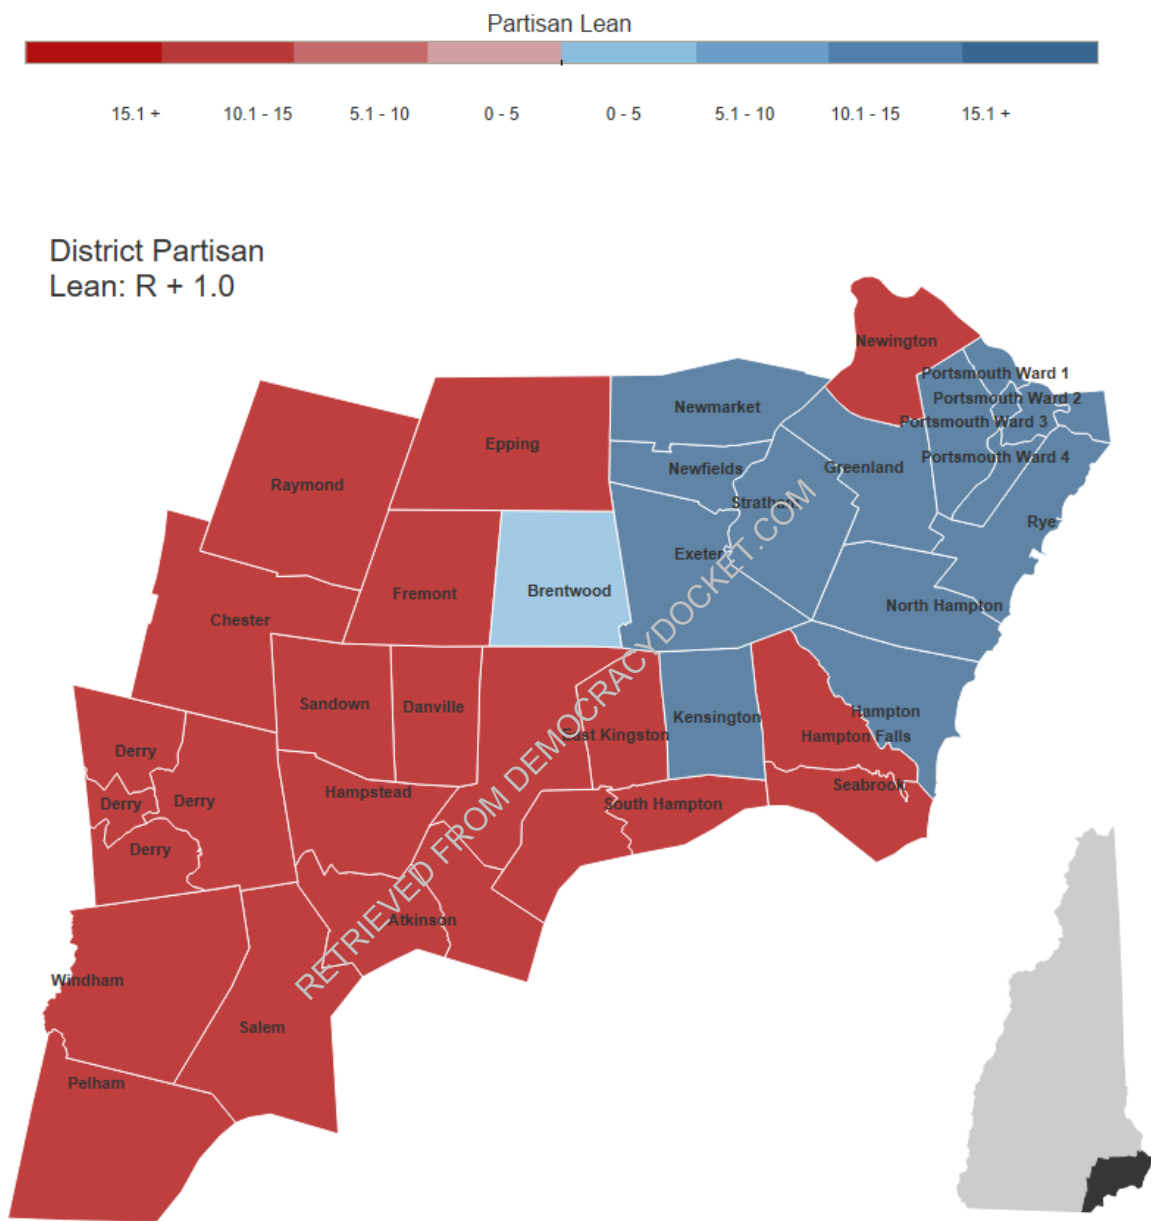 Partisan Lean
15.1 + 10.1 - 15 5.1 - 10 0 - 5 0 - 5 5.1 - 10 10.1 - 15 15.1 +
District Partisan
Lean: R + 1.0
Newington
Portsmouth Ward 1
Portsmouth Ward 2
Newmarket
Portsmouth Ward 3
Epping
Portsmouth Ward 4
Newfields
Greenland
Raymond
Stratham
Rye
Exeter
Brentwood
Fremont
North Hampton
Chester
Sandown
Danville
Hampton
Kensington
East Kingston
Hampton Falls
Derry
Seabrook
Hampstead
Derry
Derry
South Hampton
Derry
Atkinson
Windham
Salem
Pelham
RETRIEVED FROM DEMOCRACYDOCKET.COM